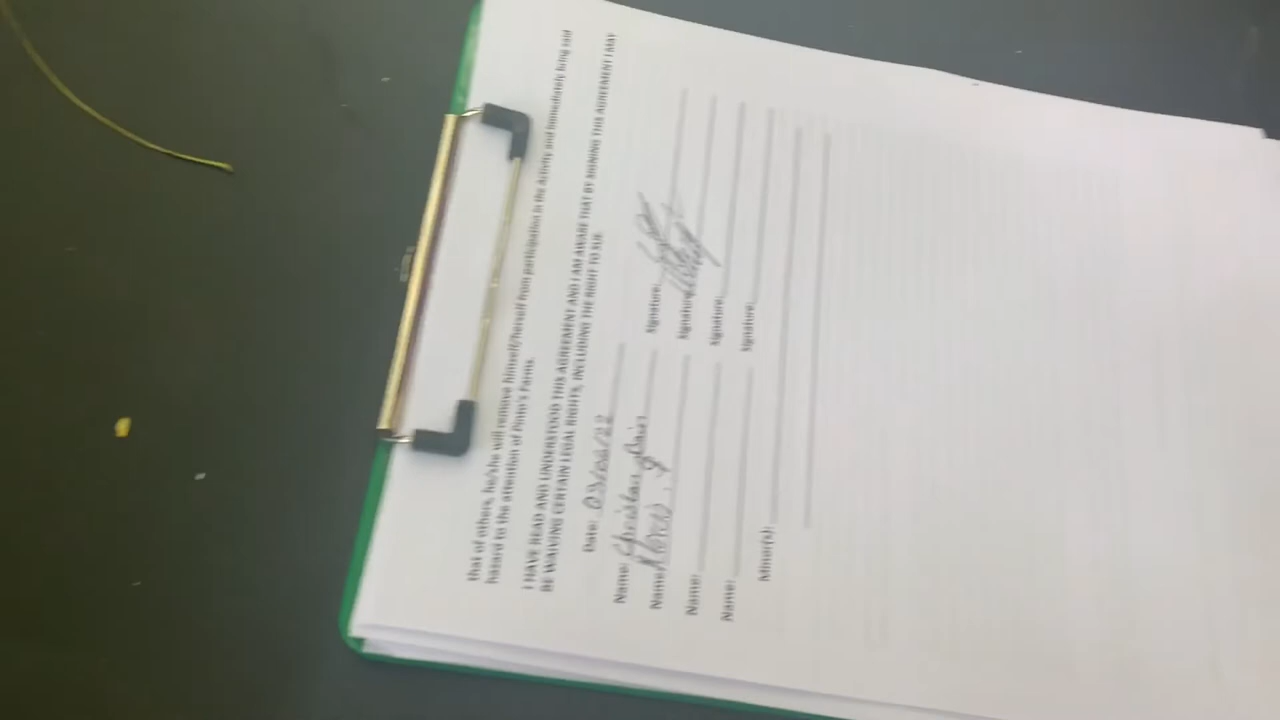 that of others, he/she will remove himself/herself from participation in the Activity and immediately bring said
hazard to the attention of Pinto's Farms.
I HAVE READ AND UNDERSTOOD THIS AGREEMENT AND I AM AWARE THAT BY SIGNING THIS AGREEMENT I MAY
BE WAIVING CERTAIN LEGAL RIGHTS, INCLUDING THE RIGHT TO SUE.
Date:
Name: Christian Signature:
Name: Signature:
Name: Signature:
Name: Signature:
Minor(s):